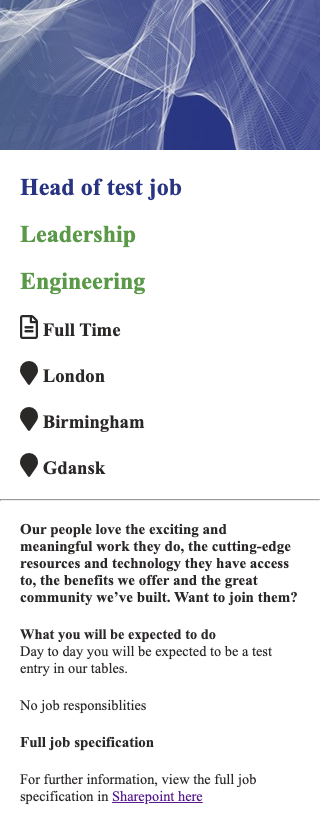 Head of test job
Leadership
Engineering
Full Time
London
Birmingham
Gdansk
Our people love the exciting and
meaningful work they do, the cutting-edge
resources and technology they have access
to, the benefits we offer and the great
community we’ve built. Want to join them?
What you will be expected to do
Day to day you will be expected to be a test
entry in our tables.
No job responsiblities
Full job specification
For further information, view the full job
specification in Sharepoint here